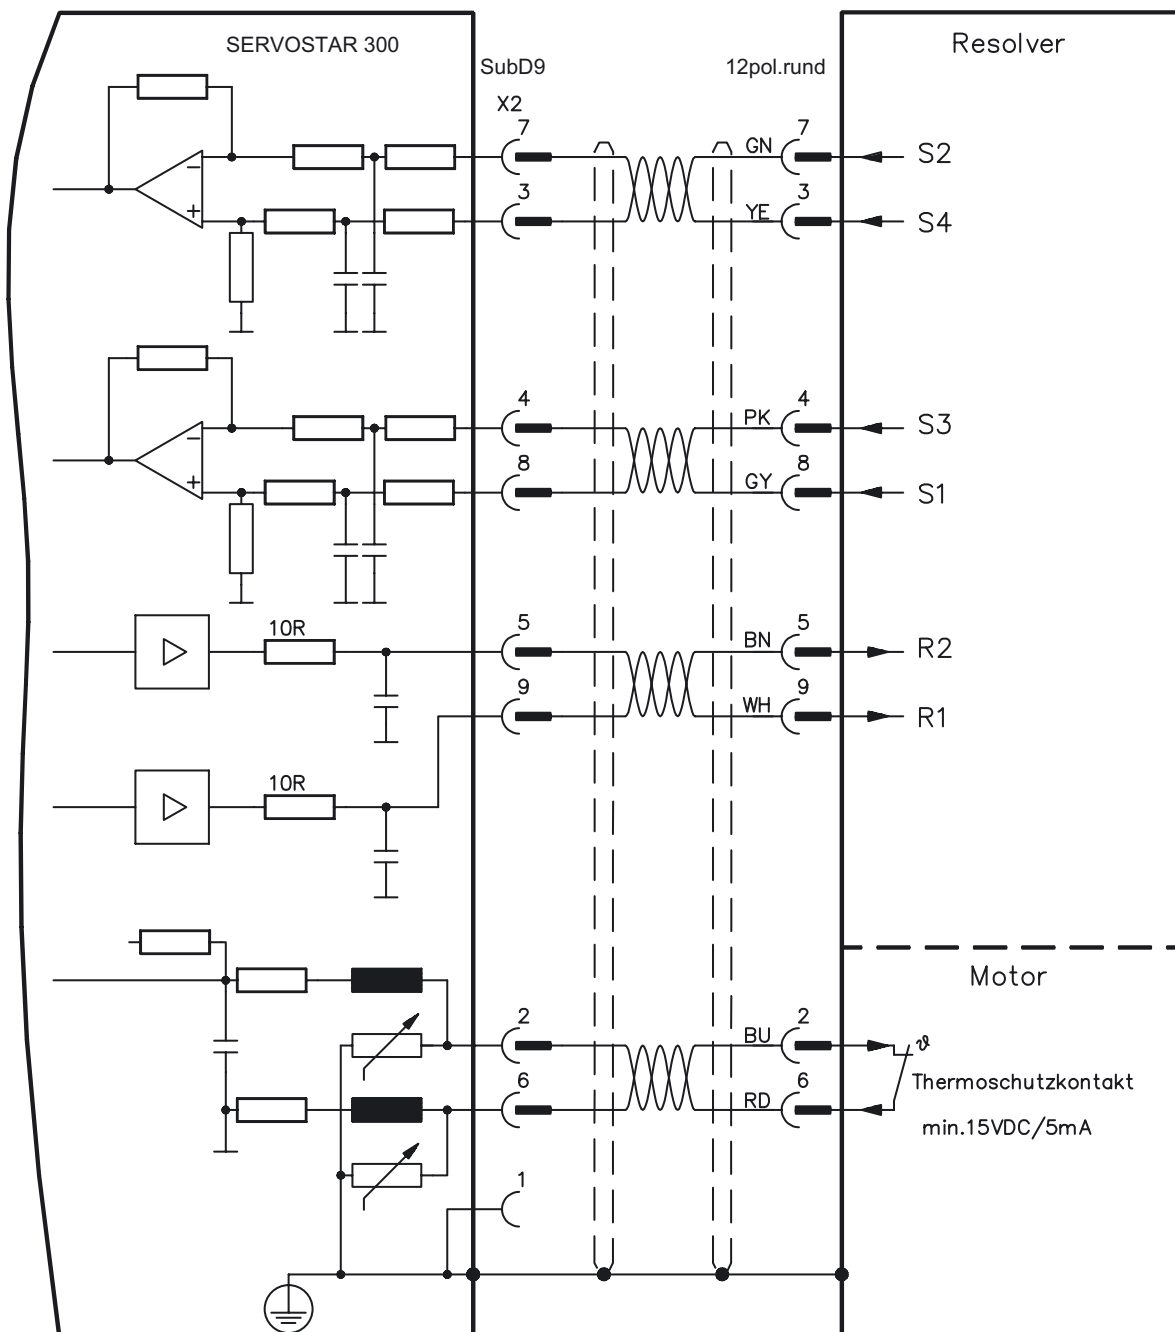 SERVOSTAR 300
Resolver
SubD9
12pol.rund
X2
7
GN
7
S2
3
YE
3
S4
4
PK
4
S3
8
GY
8
S1
10R
5
BN
5
R2
9
WH
9
R1
10R
Motor
2
BU
2
ϑ
Thermoschutzkontakt
6
RD
6
min.15VDC/5mA
1